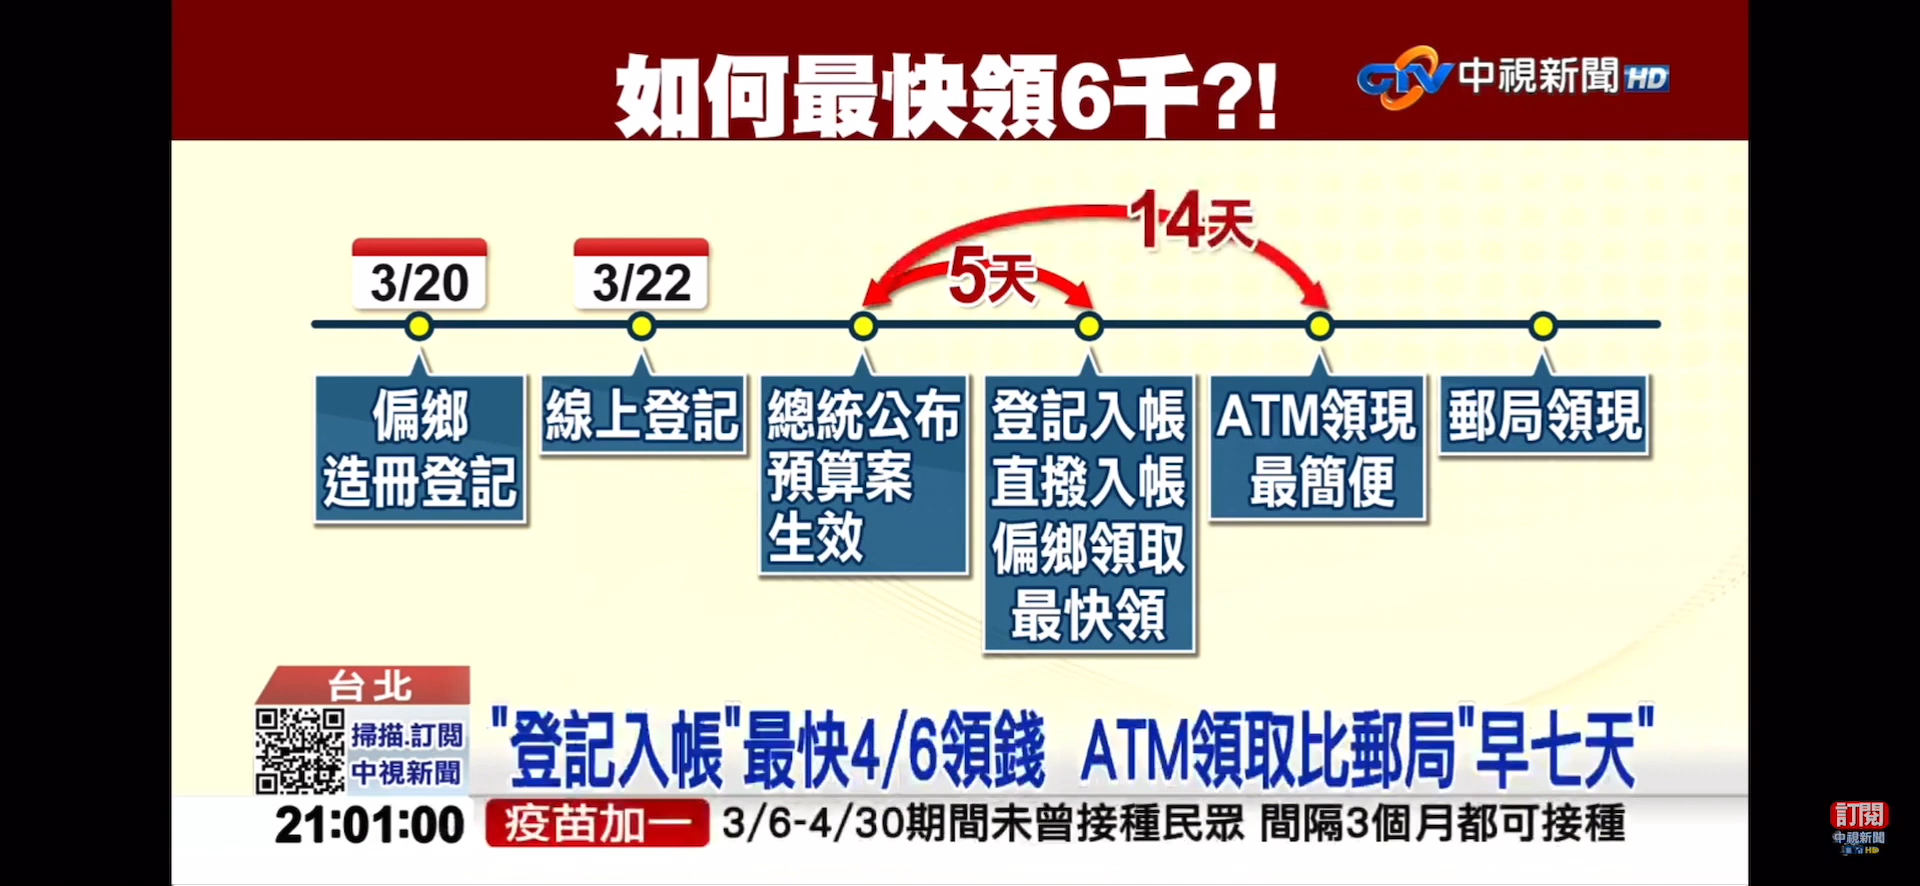 如何最快領6千?!
CTV中視新聞HD
14天
5天
3/20
3/22
偏鄉
造冊登記
線上登記
總統公布
預算案
生效
登記入帳
直撥入帳
偏鄉領取
最快領
ATM領現
最簡便
郵局領現
台北
掃描.訂閱
中視新聞
"登記入帳"最快4/6領錢 ATM領取比郵局"早七天"
21:01:00
疫苗加一
3/6-4/30期間未曾接種民眾 間隔3個月都可接種
訂閱
中視新聞
HD